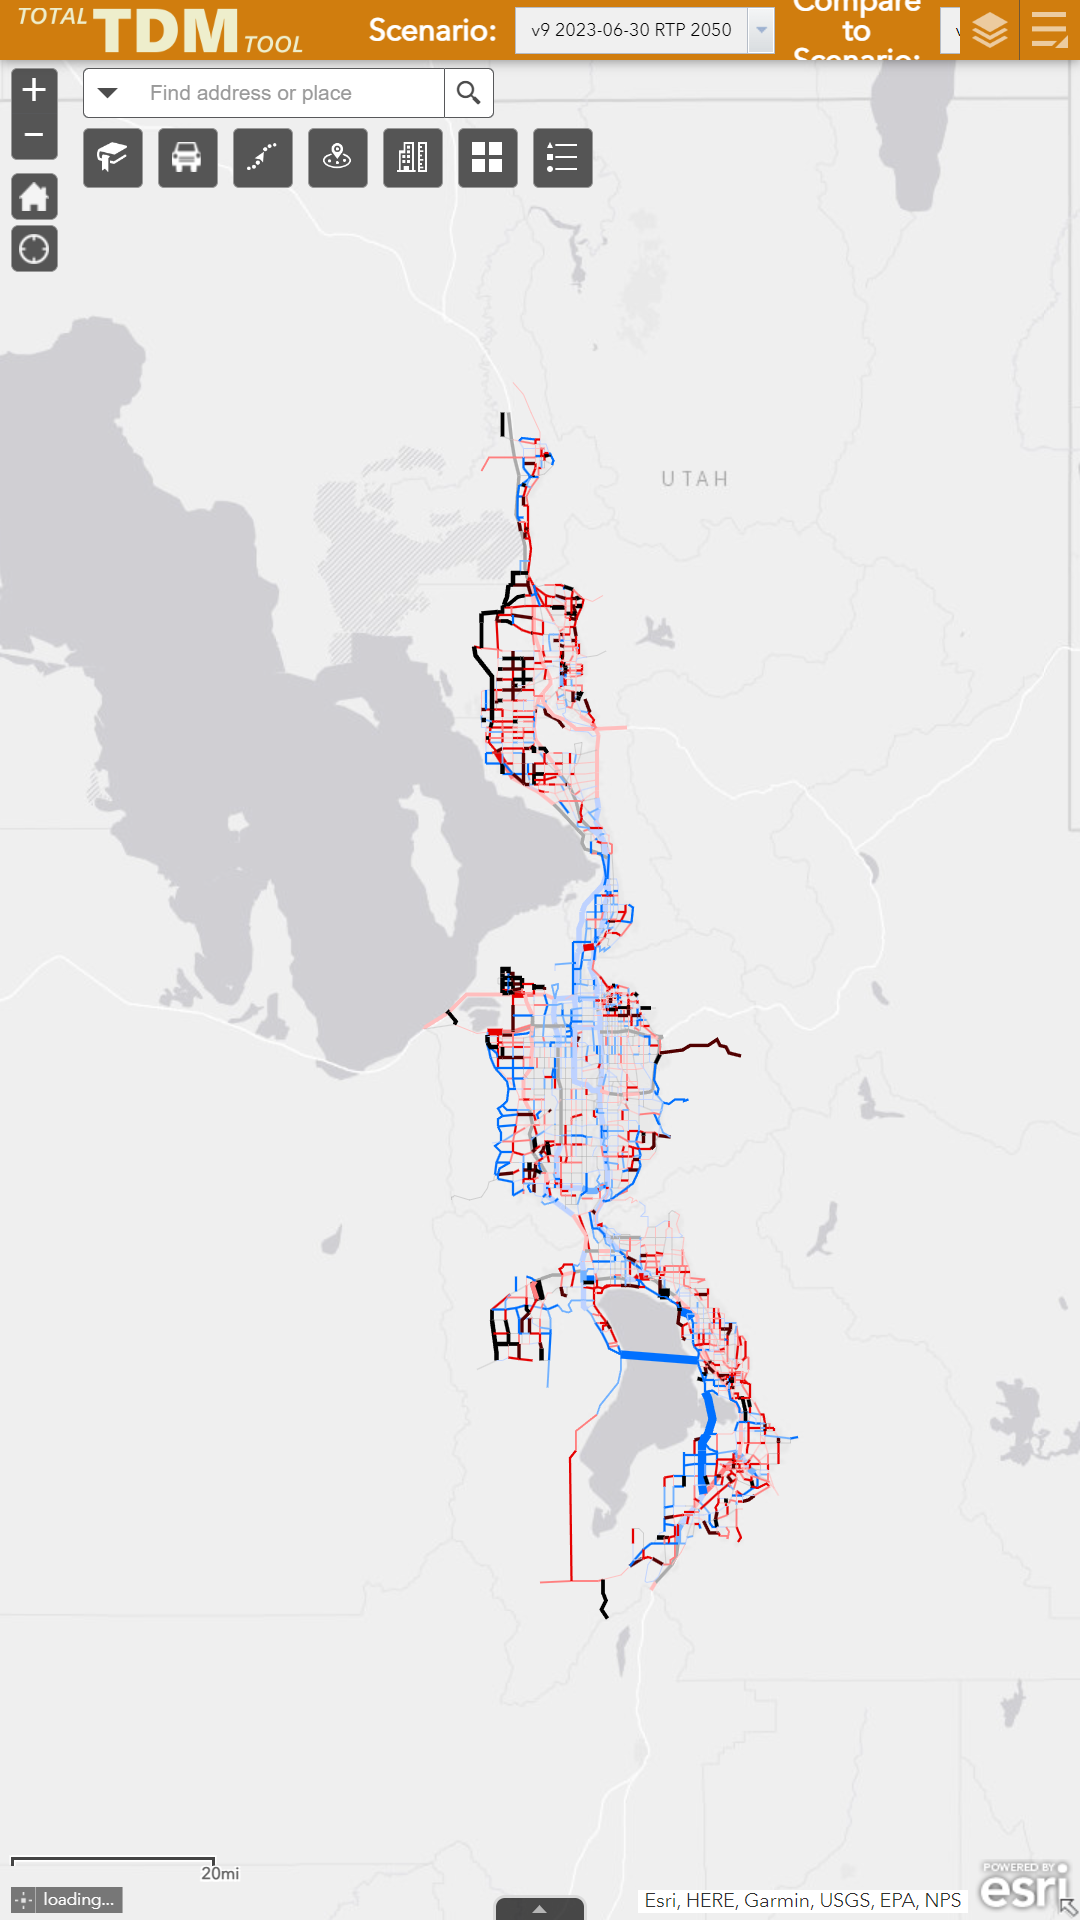 TOTAL TDM TOOL
Scenario:
v9 2023-06-30 RTP 2050
Compare
to
Scenario:
Find address or place
UTAH
20mi
loading...
Esri, HERE, Garmin, USGS, EPA, NPS
POWERED BY
esri